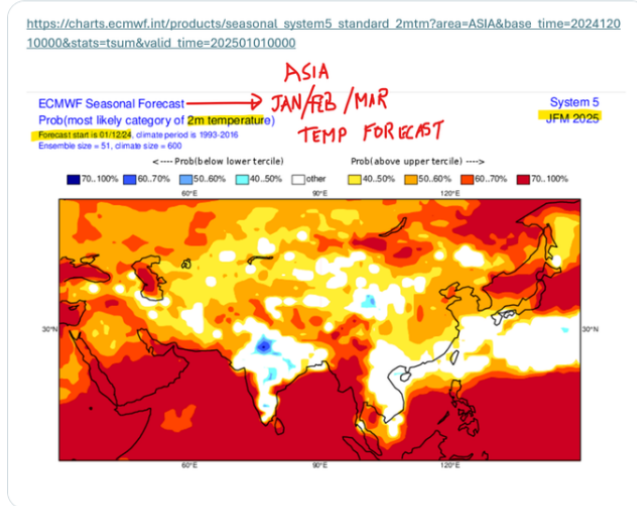 https://charts.ecmwf.int/products/seasonal_system5_standard_2mtm?area=ASIA&base_time=2024120
10000&stats=tsum&valid_time=202501010000
ASIA
ECMWF Seasonal Forecast JAN/FEB/MAR System 5
Prob(most likely category of 2m temperature) JFM 2025
TEMP FORECAST
Forecast start is 01/12/24, climate period is 1993-2016
Ensemble size = 51, climate size = 600
<---- Prob(below lower tercile) Prob(above upper tercile) ---->
70..100% 60..70% 50..60% 40..50% other 40..50% 50..60% 60..70% 70..100%
60°E 90°E 120°E
30°N 30°N
60°E 90°E 120°E